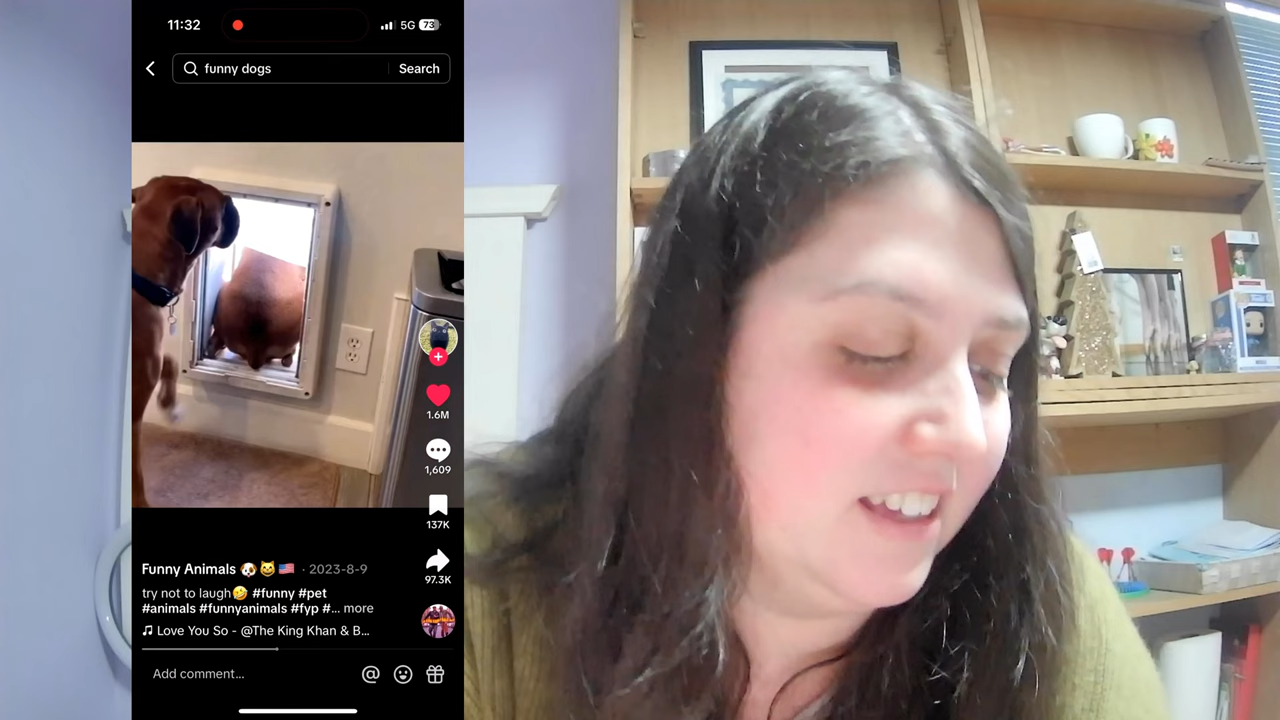 11:32
5G 73
funny dogs
Search
1.6M
1,609
137K
97.3K
Funny Animals 🐶😺🇺🇸 · 2023-8-9
try not to laugh🤣 #funny #pet
#animals #funnyanimals #fyp #... more
♫ Love You So - @The King Khan & B...
Add comment...